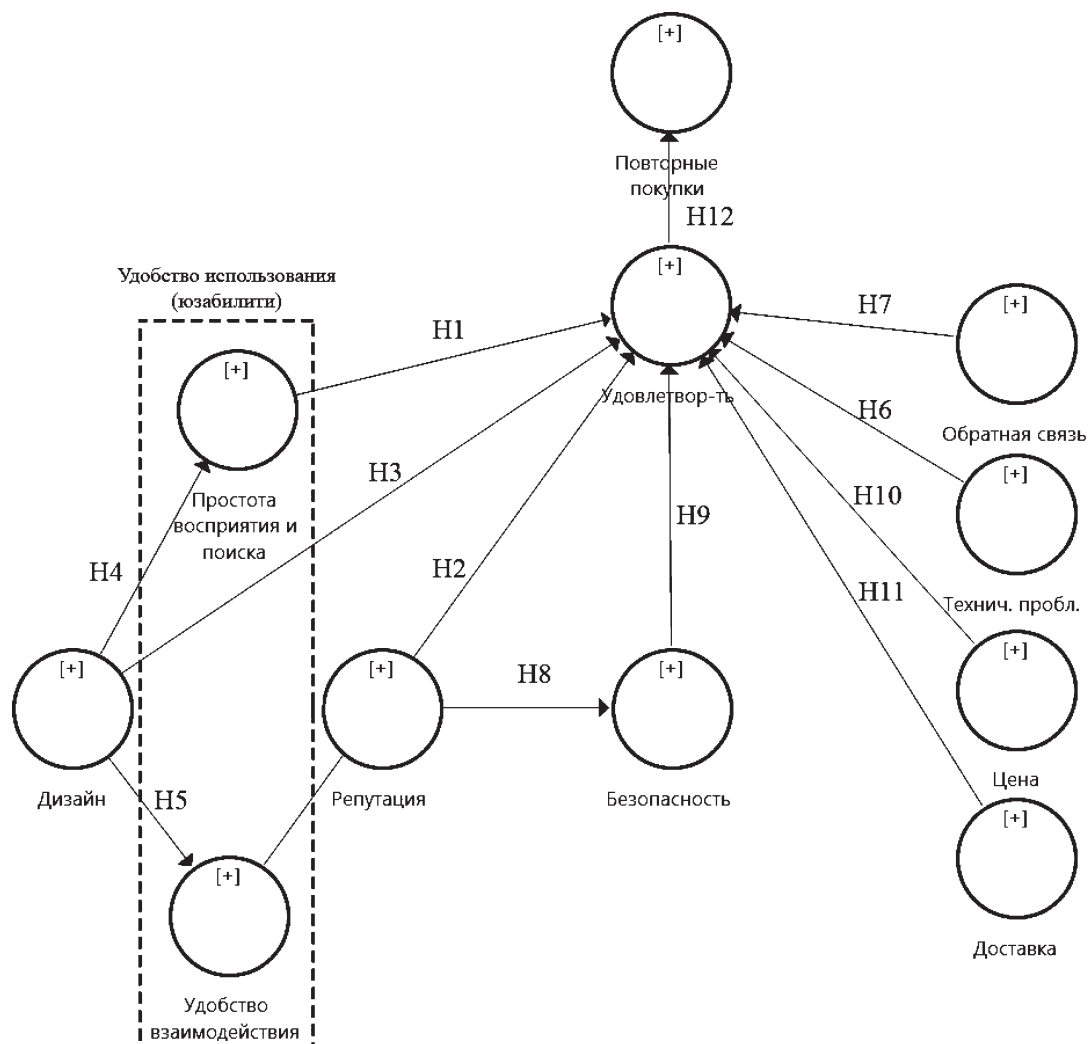 [+]
Повторные
покупки
H12
[+]
Удовлетвор-ть
Удобство использования
(юзабилити)
[+]
Простота
восприятия и
поиска
H1
H7
[+]
Обратная связь
H6
[+]
Технич. пробл.
H3
H10
H9
H2
H4
H11
[+]
Дизайн
[+]
Репутация
H8
[+]
Безопасность
[+]
Цена
H5
[+]
Удобство
взаимодействия
[+]
Доставка